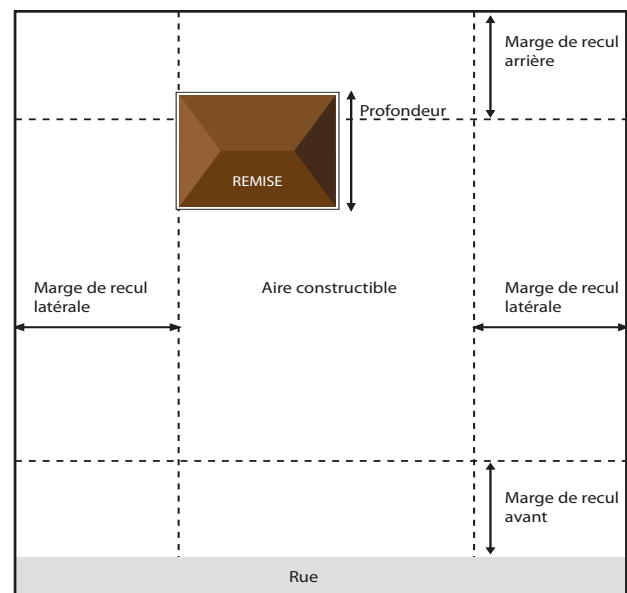 Marge de recul
arrière
Profondeur
REMISE
Marge de recul
latérale
Aire constructible
Marge de recul
latérale
Marge de recul
avant
Rue